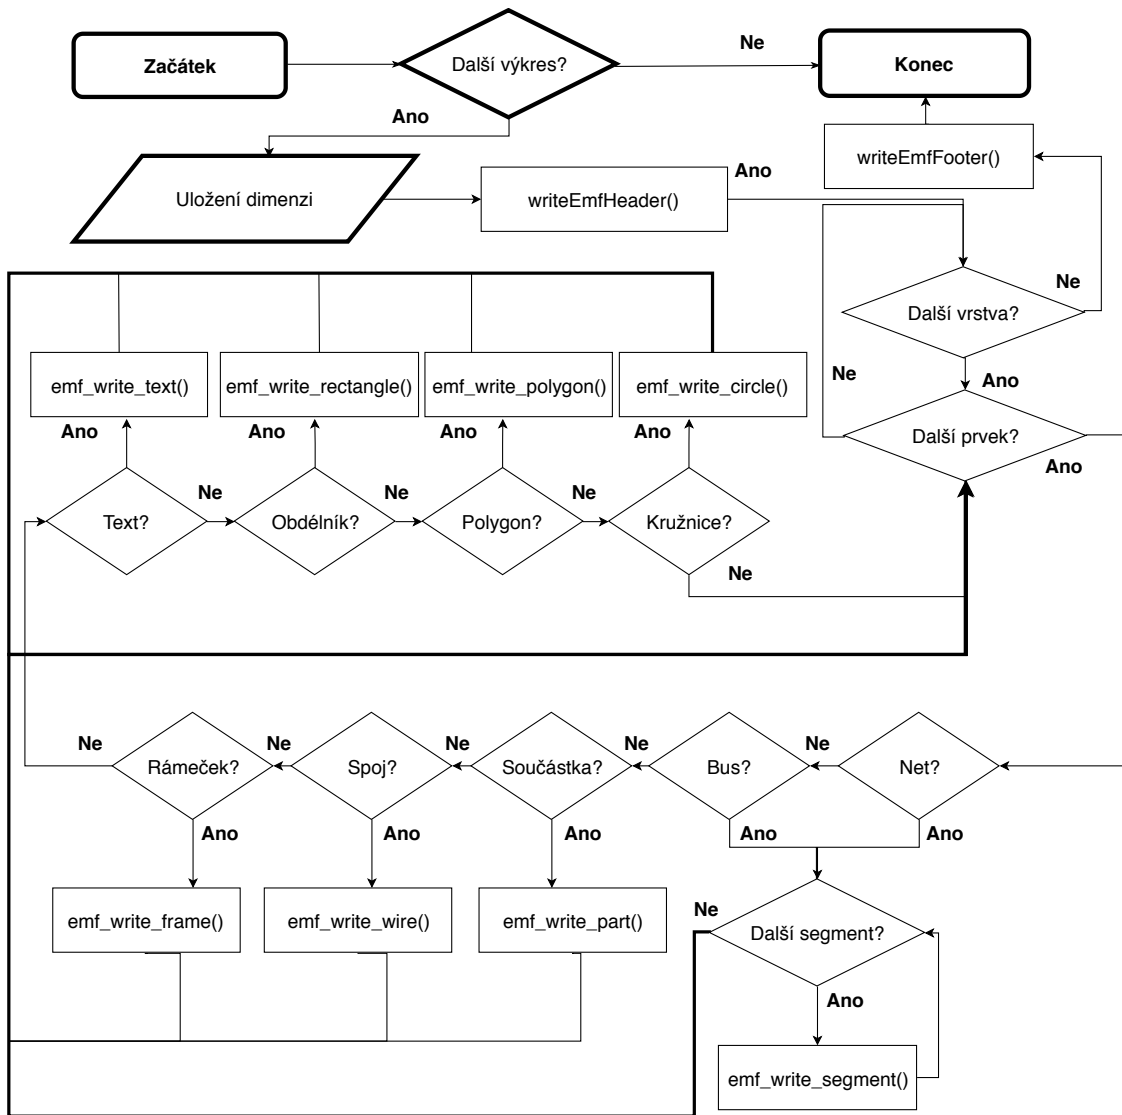 Začátek
Další výkres?
Ne
Konec
Ano
writeEmfFooter()
Uložení dimenzi
writeEmfHeader()
Ano
Další vrstva?
Ne
emf_write_text()
emf_write_rectangle()
emf_write_polygon()
emf_write_circle()
Ne
Ano
Ano
Ano
Ano
Ano
Další prvek?
Ano
Text?
Ne
Obdélník?
Ne
Polygon?
Ne
Kružnice?
Ne
Ne
Rámeček?
Ne
Spoj?
Ne
Součástka?
Ne
Bus?
Ne
Net?
Ano
Ano
Ano
Ano
Ano
emf_write_frame()
emf_write_wire()
emf_write_part()
Ne
Další segment?
Ano
emf_write_segment()